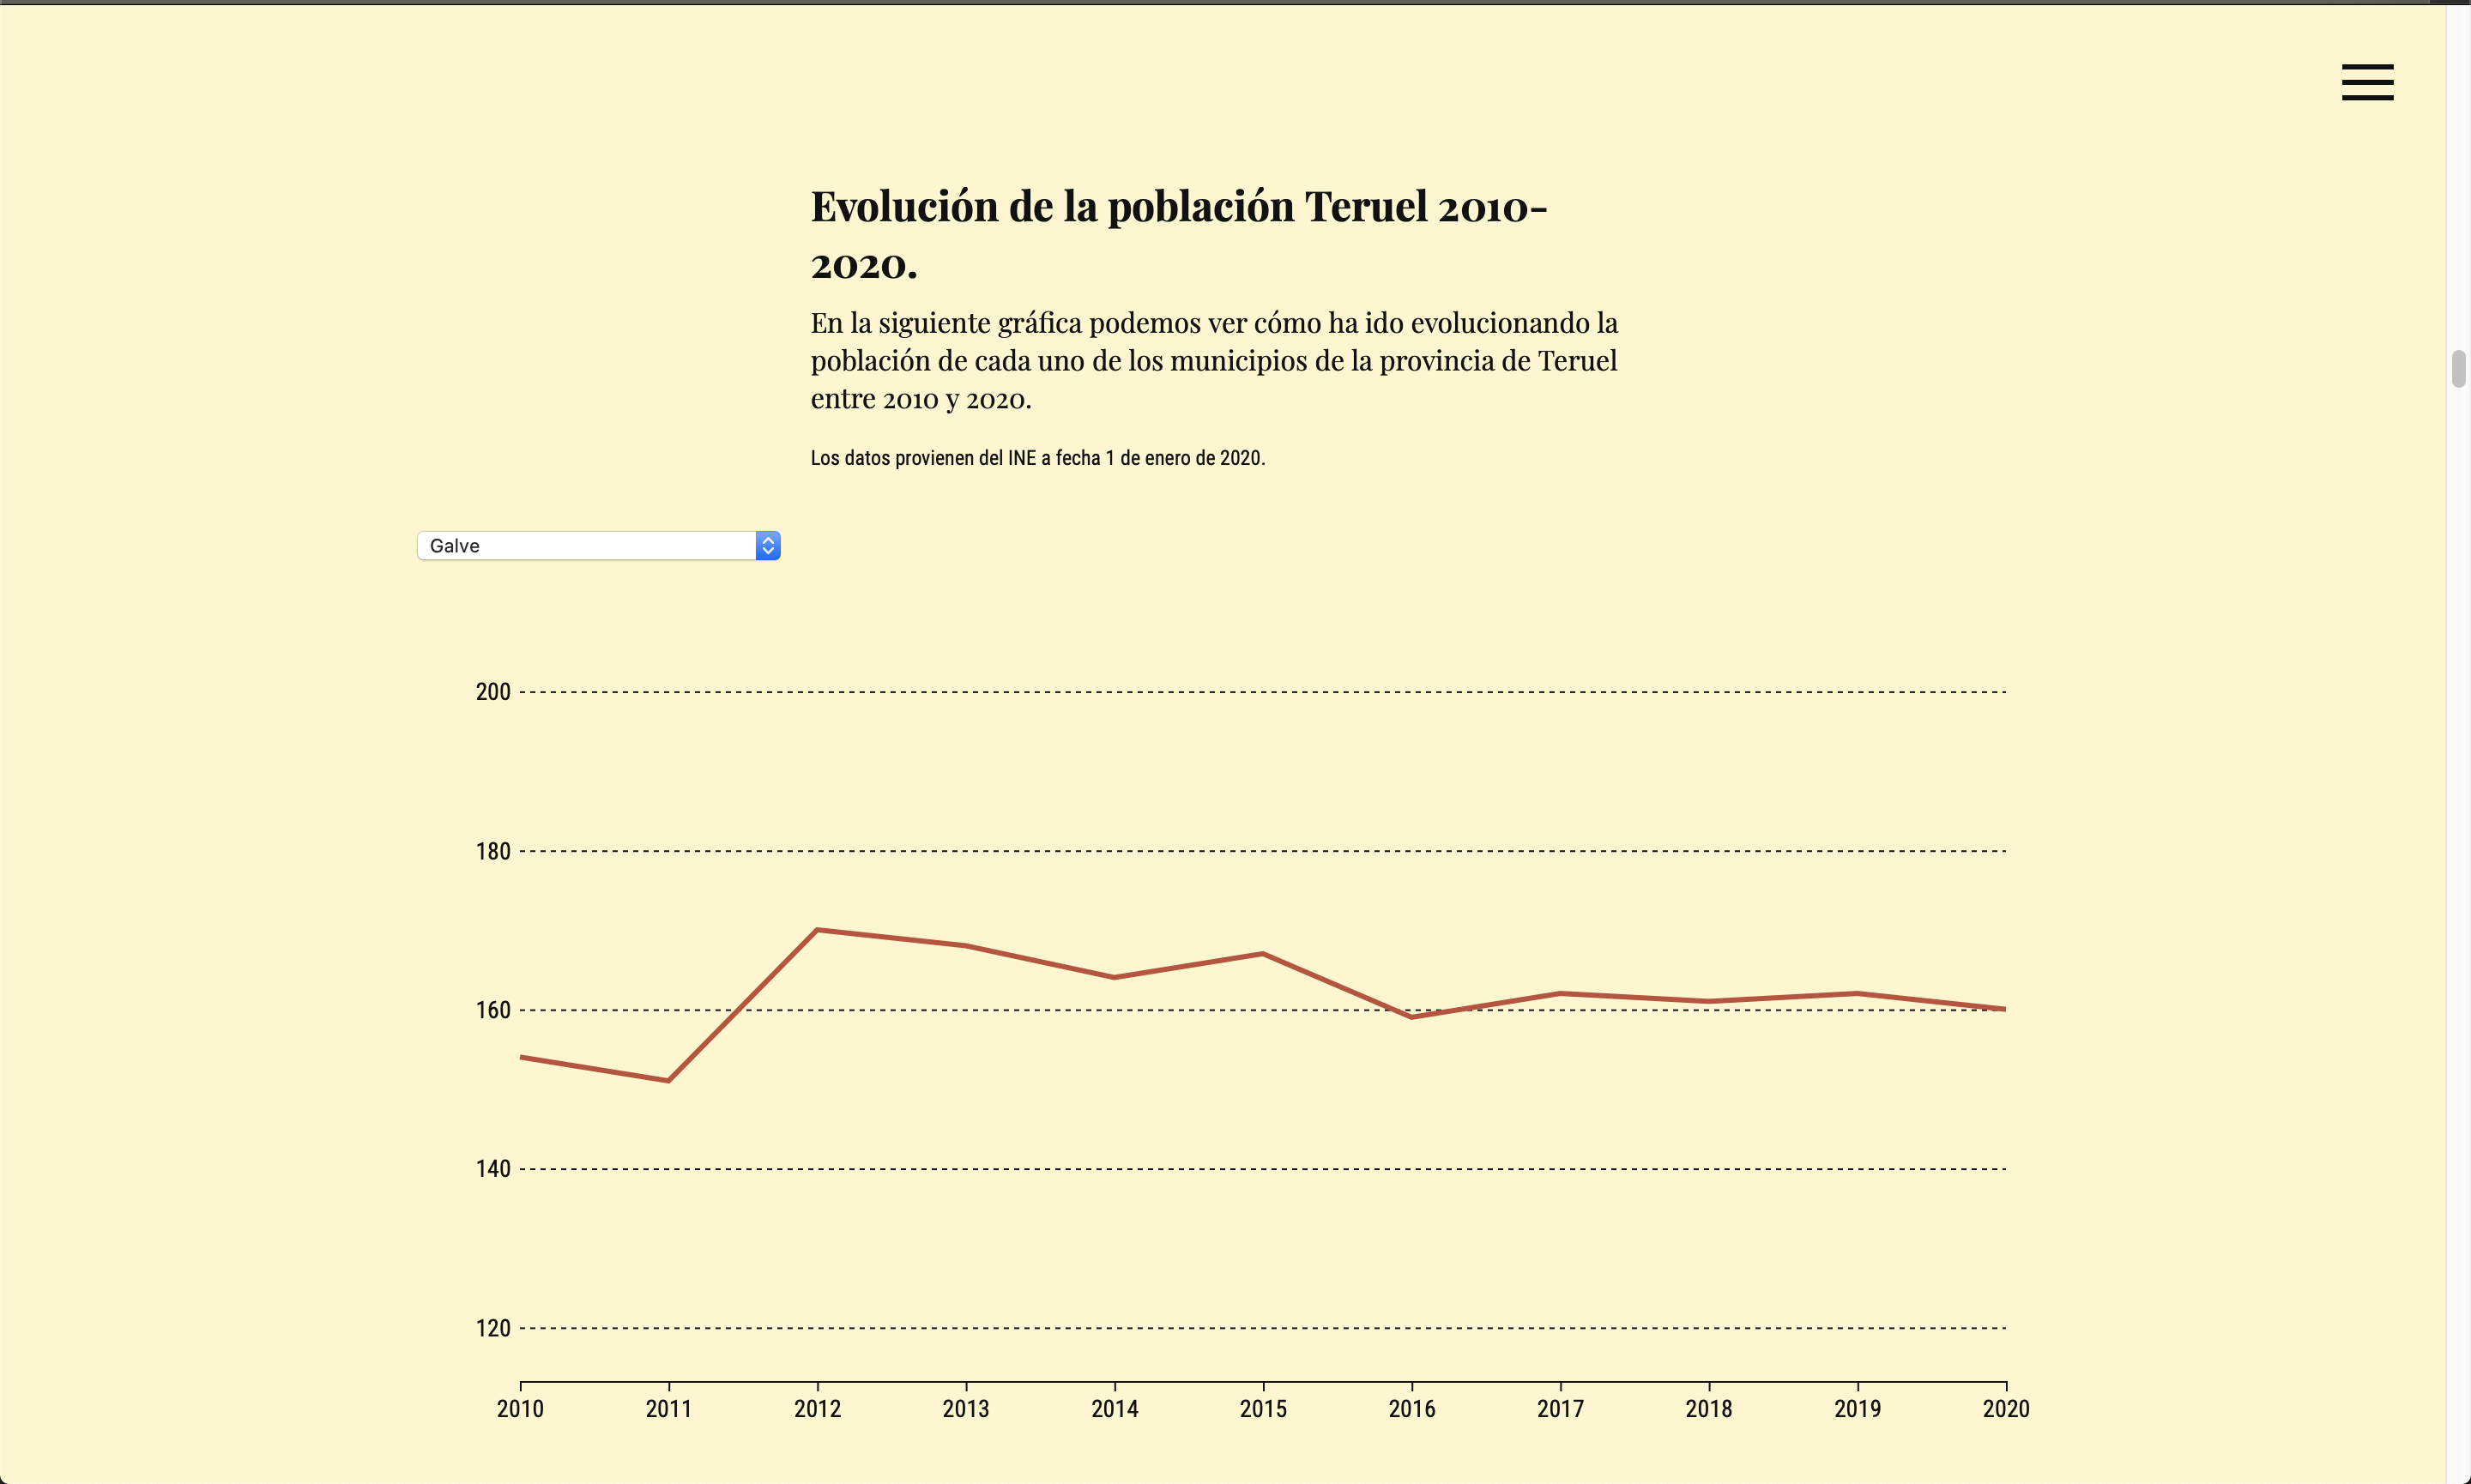 Evolución de la población Teruel 2010-
2020.
En la siguiente gráfica podemos ver cómo ha ido evolucionando la
población de cada uno de los municipios de la provincia de Teruel
entre 2010 y 2020.
Los datos provienen del INE a fecha 1 de enero de 2020.
Galve
200
180
160
140
120
2010 2011 2012 2013 2014 2015 2016 2017 2018 2019 2020